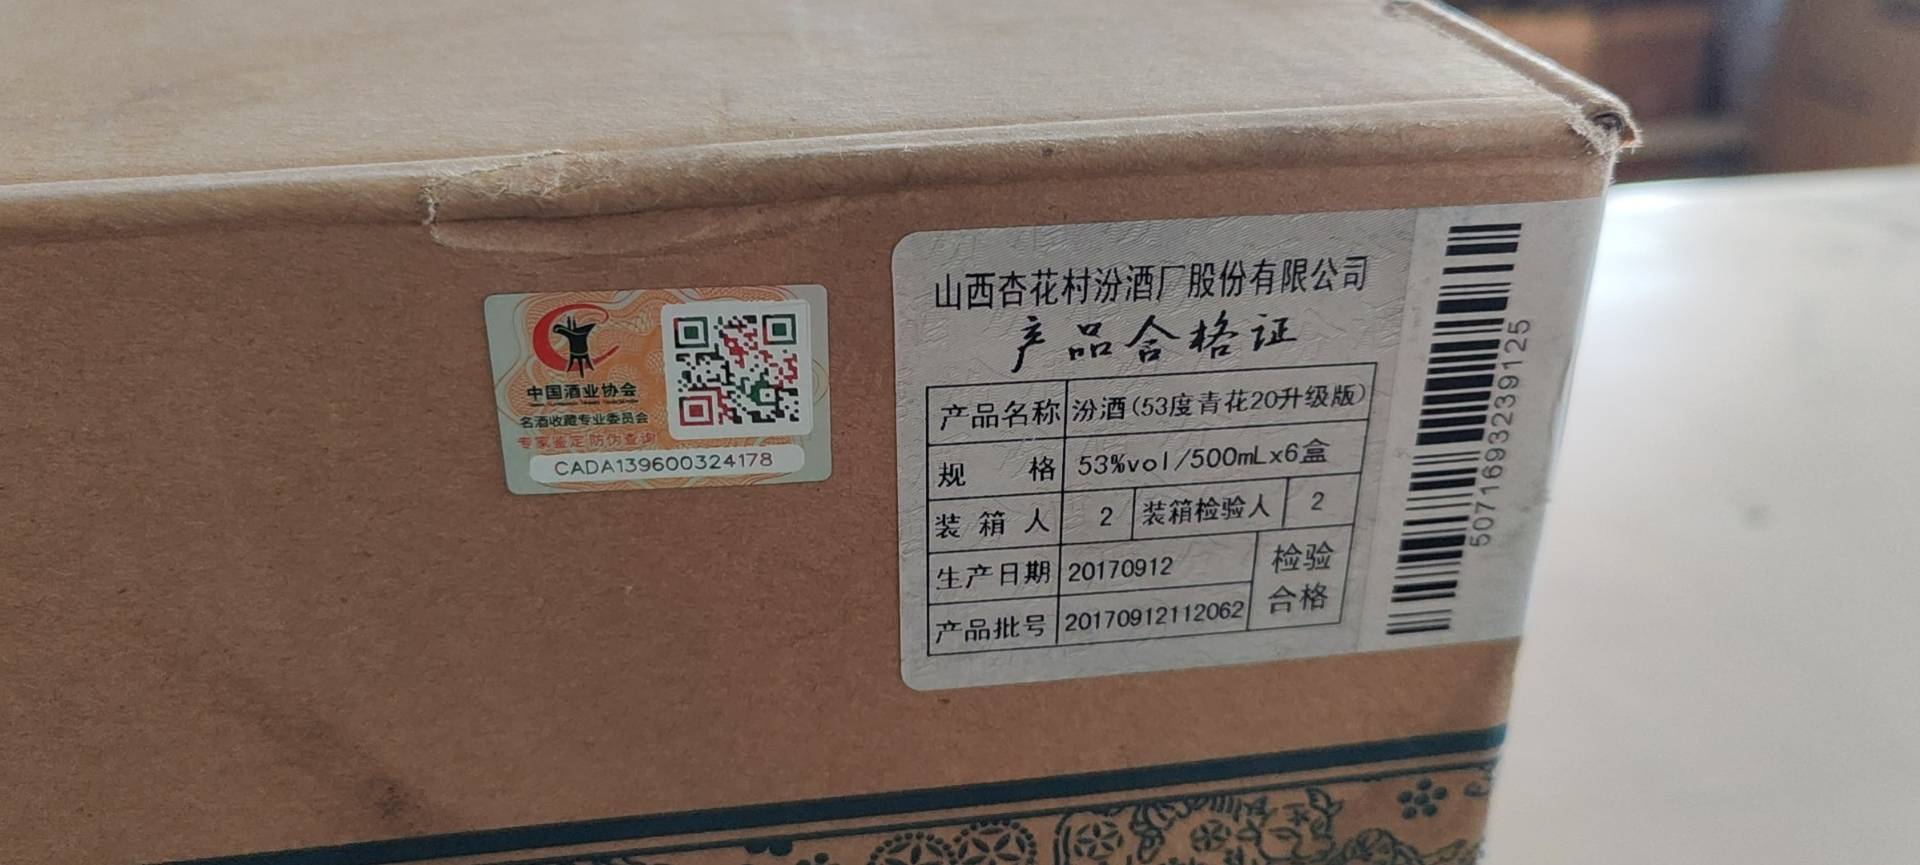 中国酒业协会
名酒收藏专业委员会
专家鉴定 防伪查询
CADA139600324178
山西杏花村汾酒厂股份有限公司
产品合格证
产品名称 汾酒(53度青花20升级版)
规 格 53%vol/500mLx6盒
装 箱 人 2 装箱检验人 2
生产日期 20170912 检验
产品批号 20170912112062 合格
5071693239125